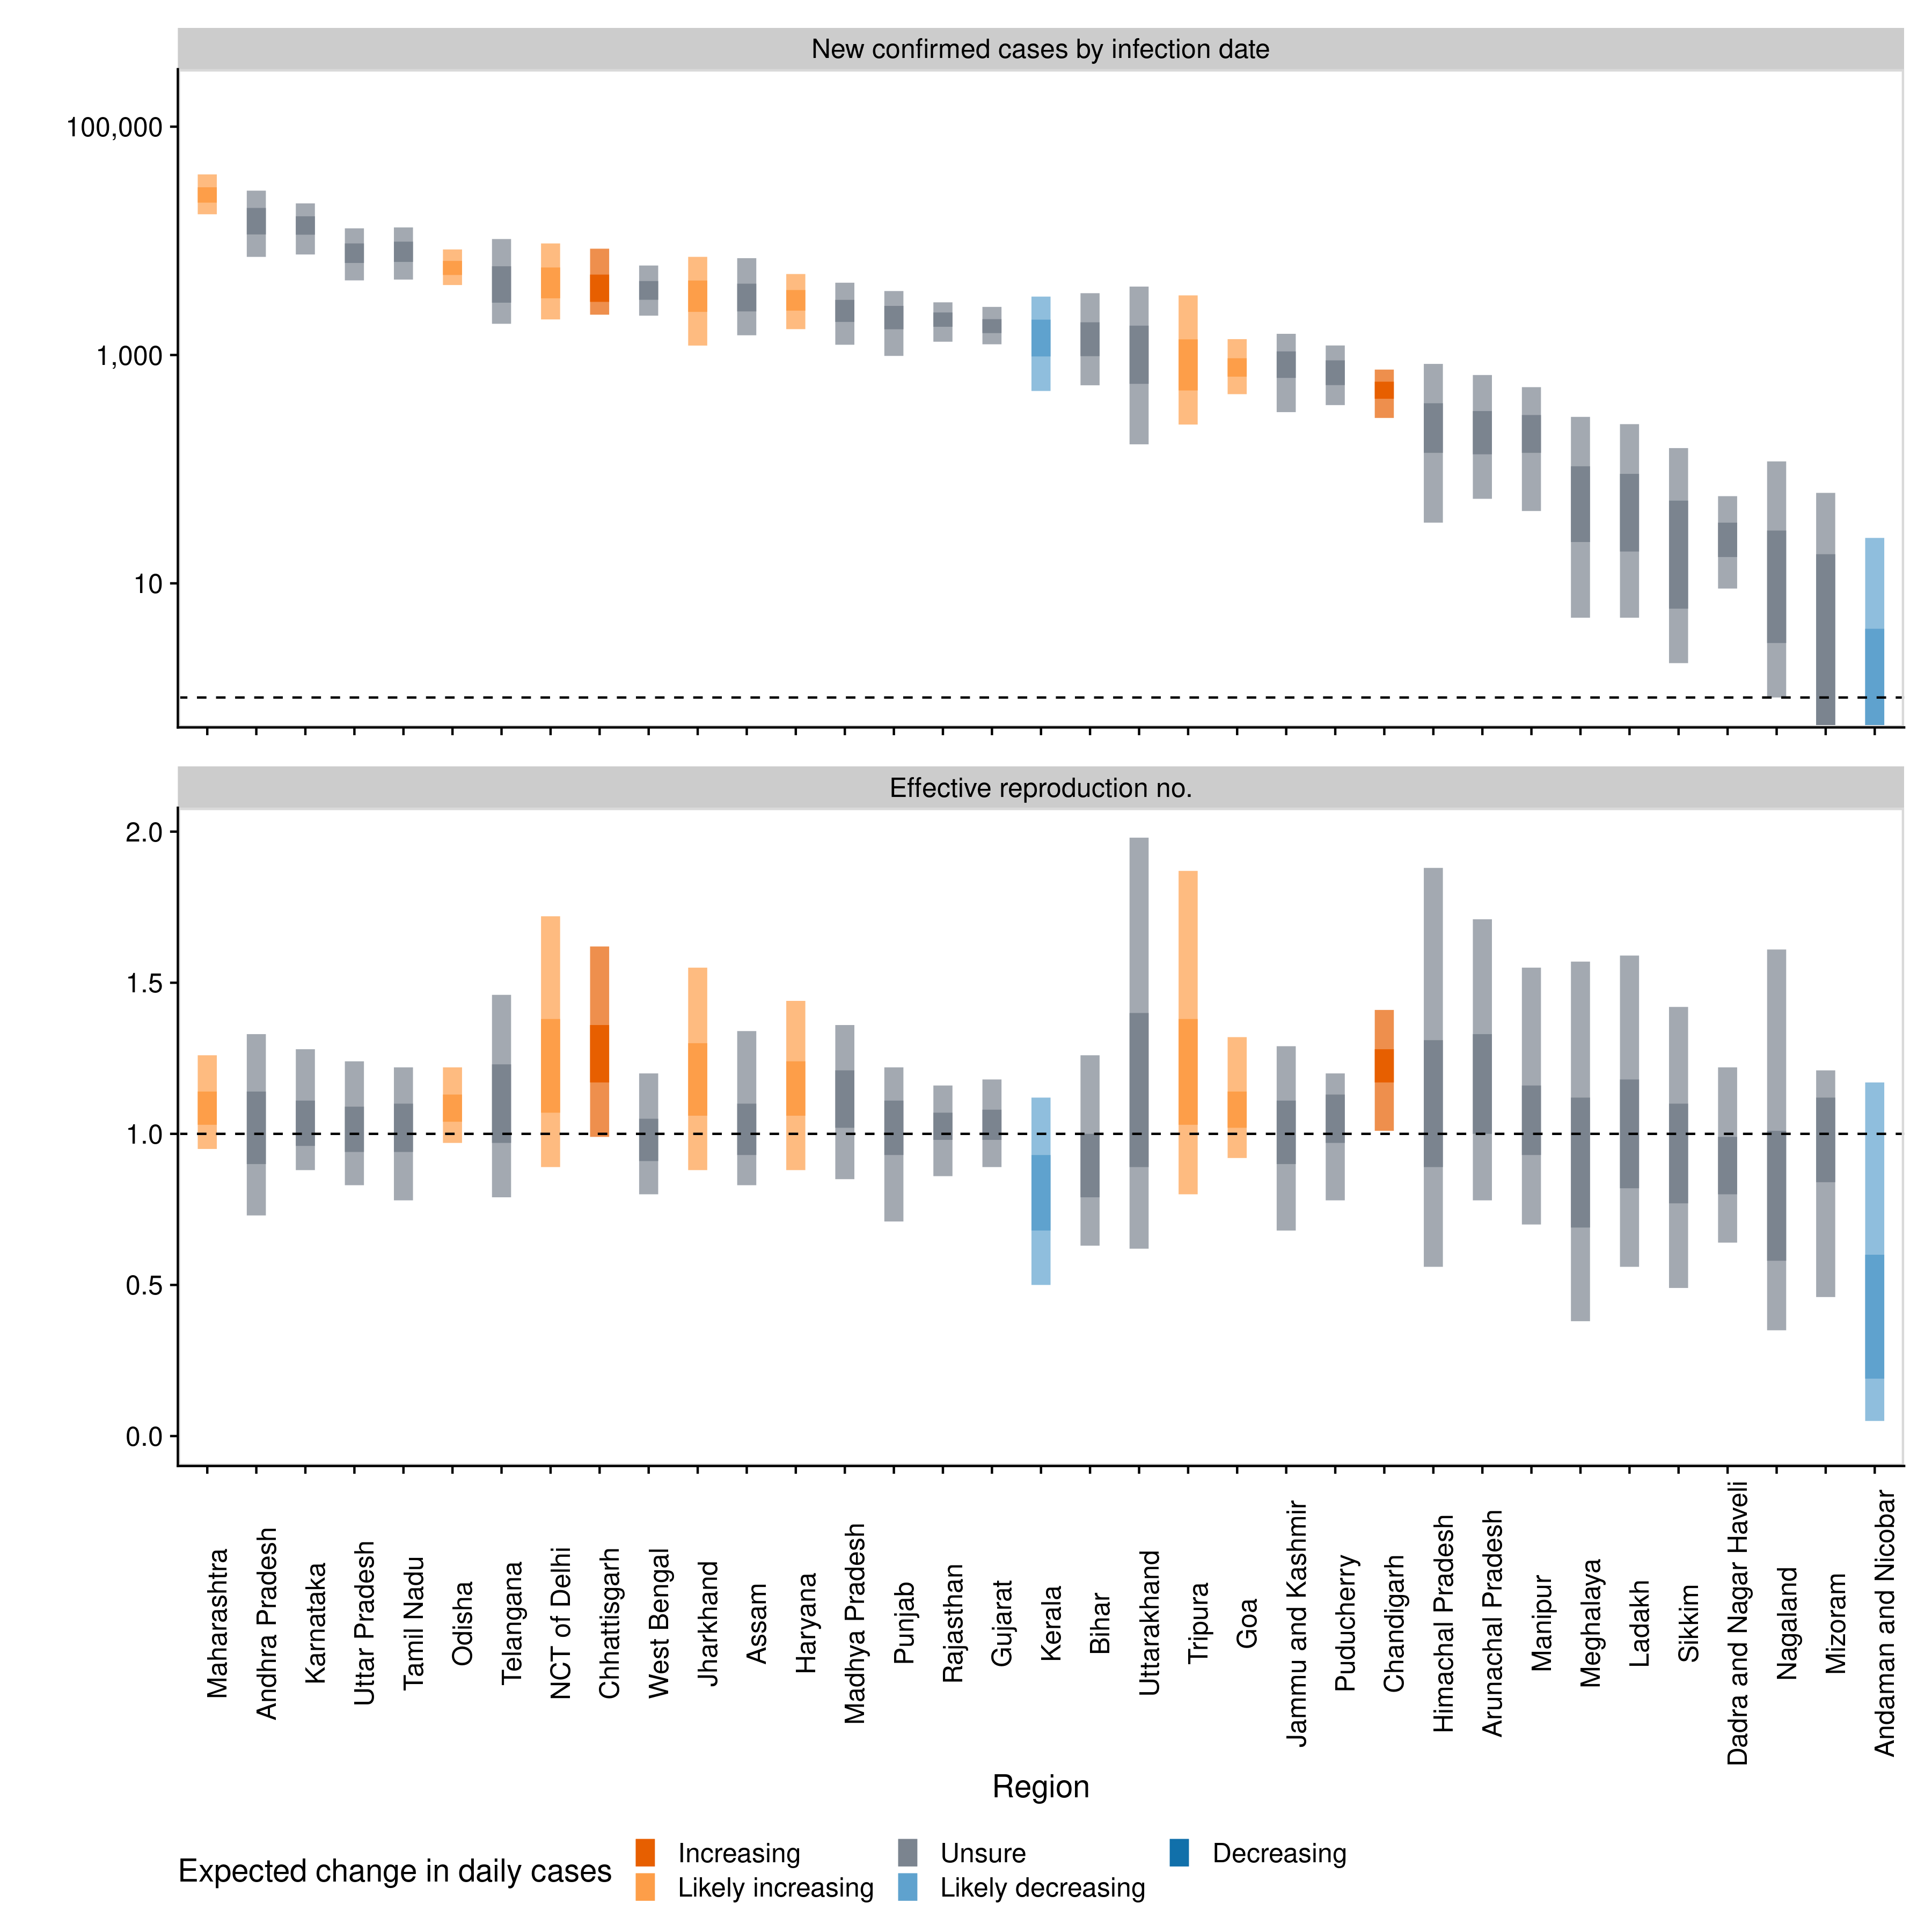 New confirmed cases by infection date
100,000
1,000
10
Effective reproduction no.
2.0
1.5
1.0
0.5
0.0
Maharashtra
Andhra Pradesh
Karnataka
Uttar Pradesh
Tamil Nadu
Odisha
Telangana
NCT of Delhi
Chhattisgarh
West Bengal
Jharkhand
Assam
Haryana
Madhya Pradesh
Punjab
Rajasthan
Gujarat
Kerala
Bihar
Uttarakhand
Tripura
Goa
Jammu and Kashmir
Puducherry
Chandigarh
Himachal Pradesh
Arunachal Pradesh
Manipur
Meghalaya
Ladakh
Sikkim
Dadra and Nagar Haveli
Nagaland
Mizoram
Andaman and Nicobar
Region
Expected change in daily cases
Increasing
Likely increasing
Unsure
Likely decreasing
Decreasing